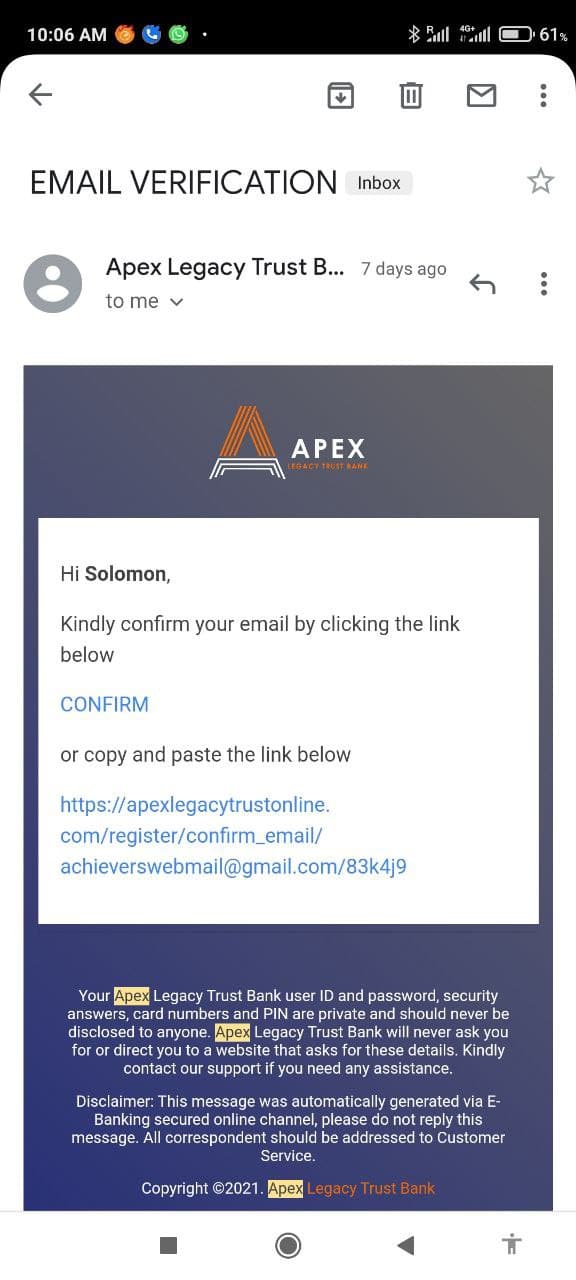 10:06 AM
R 4G+ 61%
EMAIL VERIFICATION Inbox
Apex Legacy Trust B... 7 days ago
to me
APEX
LEGACY TRUST BANK
Hi Solomon,
Kindly confirm your email by clicking the link
below
CONFIRM
or copy and paste the link below
https://apexlegacytrustonline.
com/register/confirm_email/
achieverswebmail@gmail.com/83k4j9
Your Apex Legacy Trust Bank user ID and password, security
answers, card numbers and PIN are private and should never be
disclosed to anyone. Apex Legacy Trust Bank will never ask you
for or direct you to a website that asks for these details. Kindly
contact our support if you need any assistance.
Disclaimer: This message was automatically generated via E-
Banking secured online channel, please do not reply this
message. All correspondent should be addressed to Customer
Service.
Copyright ©2021. Apex Legacy Trust Bank